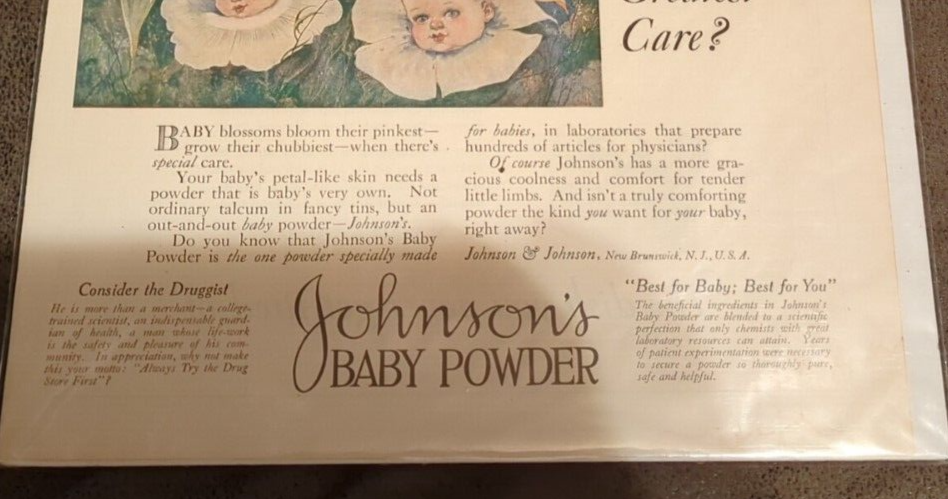 Care?
BABY blossoms bloom their pinkest—
grow their chubbiest—when there's
special care.
Your baby's petal-like skin needs a
powder that is baby's very own. Not
ordinary talcum in fancy tins, but an
out-and-out baby powder—Johnson's.
Do you know that Johnson's Baby
Powder is the one powder specially made
for babies, in laboratories that prepare
hundreds of articles for physicians?
Of course Johnson's has a more gra-
cious coolness and comfort for tender
little limbs. And isn't a truly comforting
powder the kind you want for your baby,
right away?
Johnson & Johnson, New Brunswick, N. J., U. S. A.
Consider the Druggist
He is more than a merchant—a college-
trained scientist, an indispensable guard-
ian of health, a man whose life-work
is the safety and pleasure of his com-
munity. In appreciation, why not make
this your motto: "Always Try the Drug
Store First"?
Johnson's
BABY POWDER
"Best for Baby; Best for You"
The beneficial ingredients in Johnson's
Baby Powder are blended to a scientific
perfection that only chemists with great
laboratory resources can attain. Years
of patient experimentation were necessary
to secure a powder so thoroughly pure,
safe and helpful.